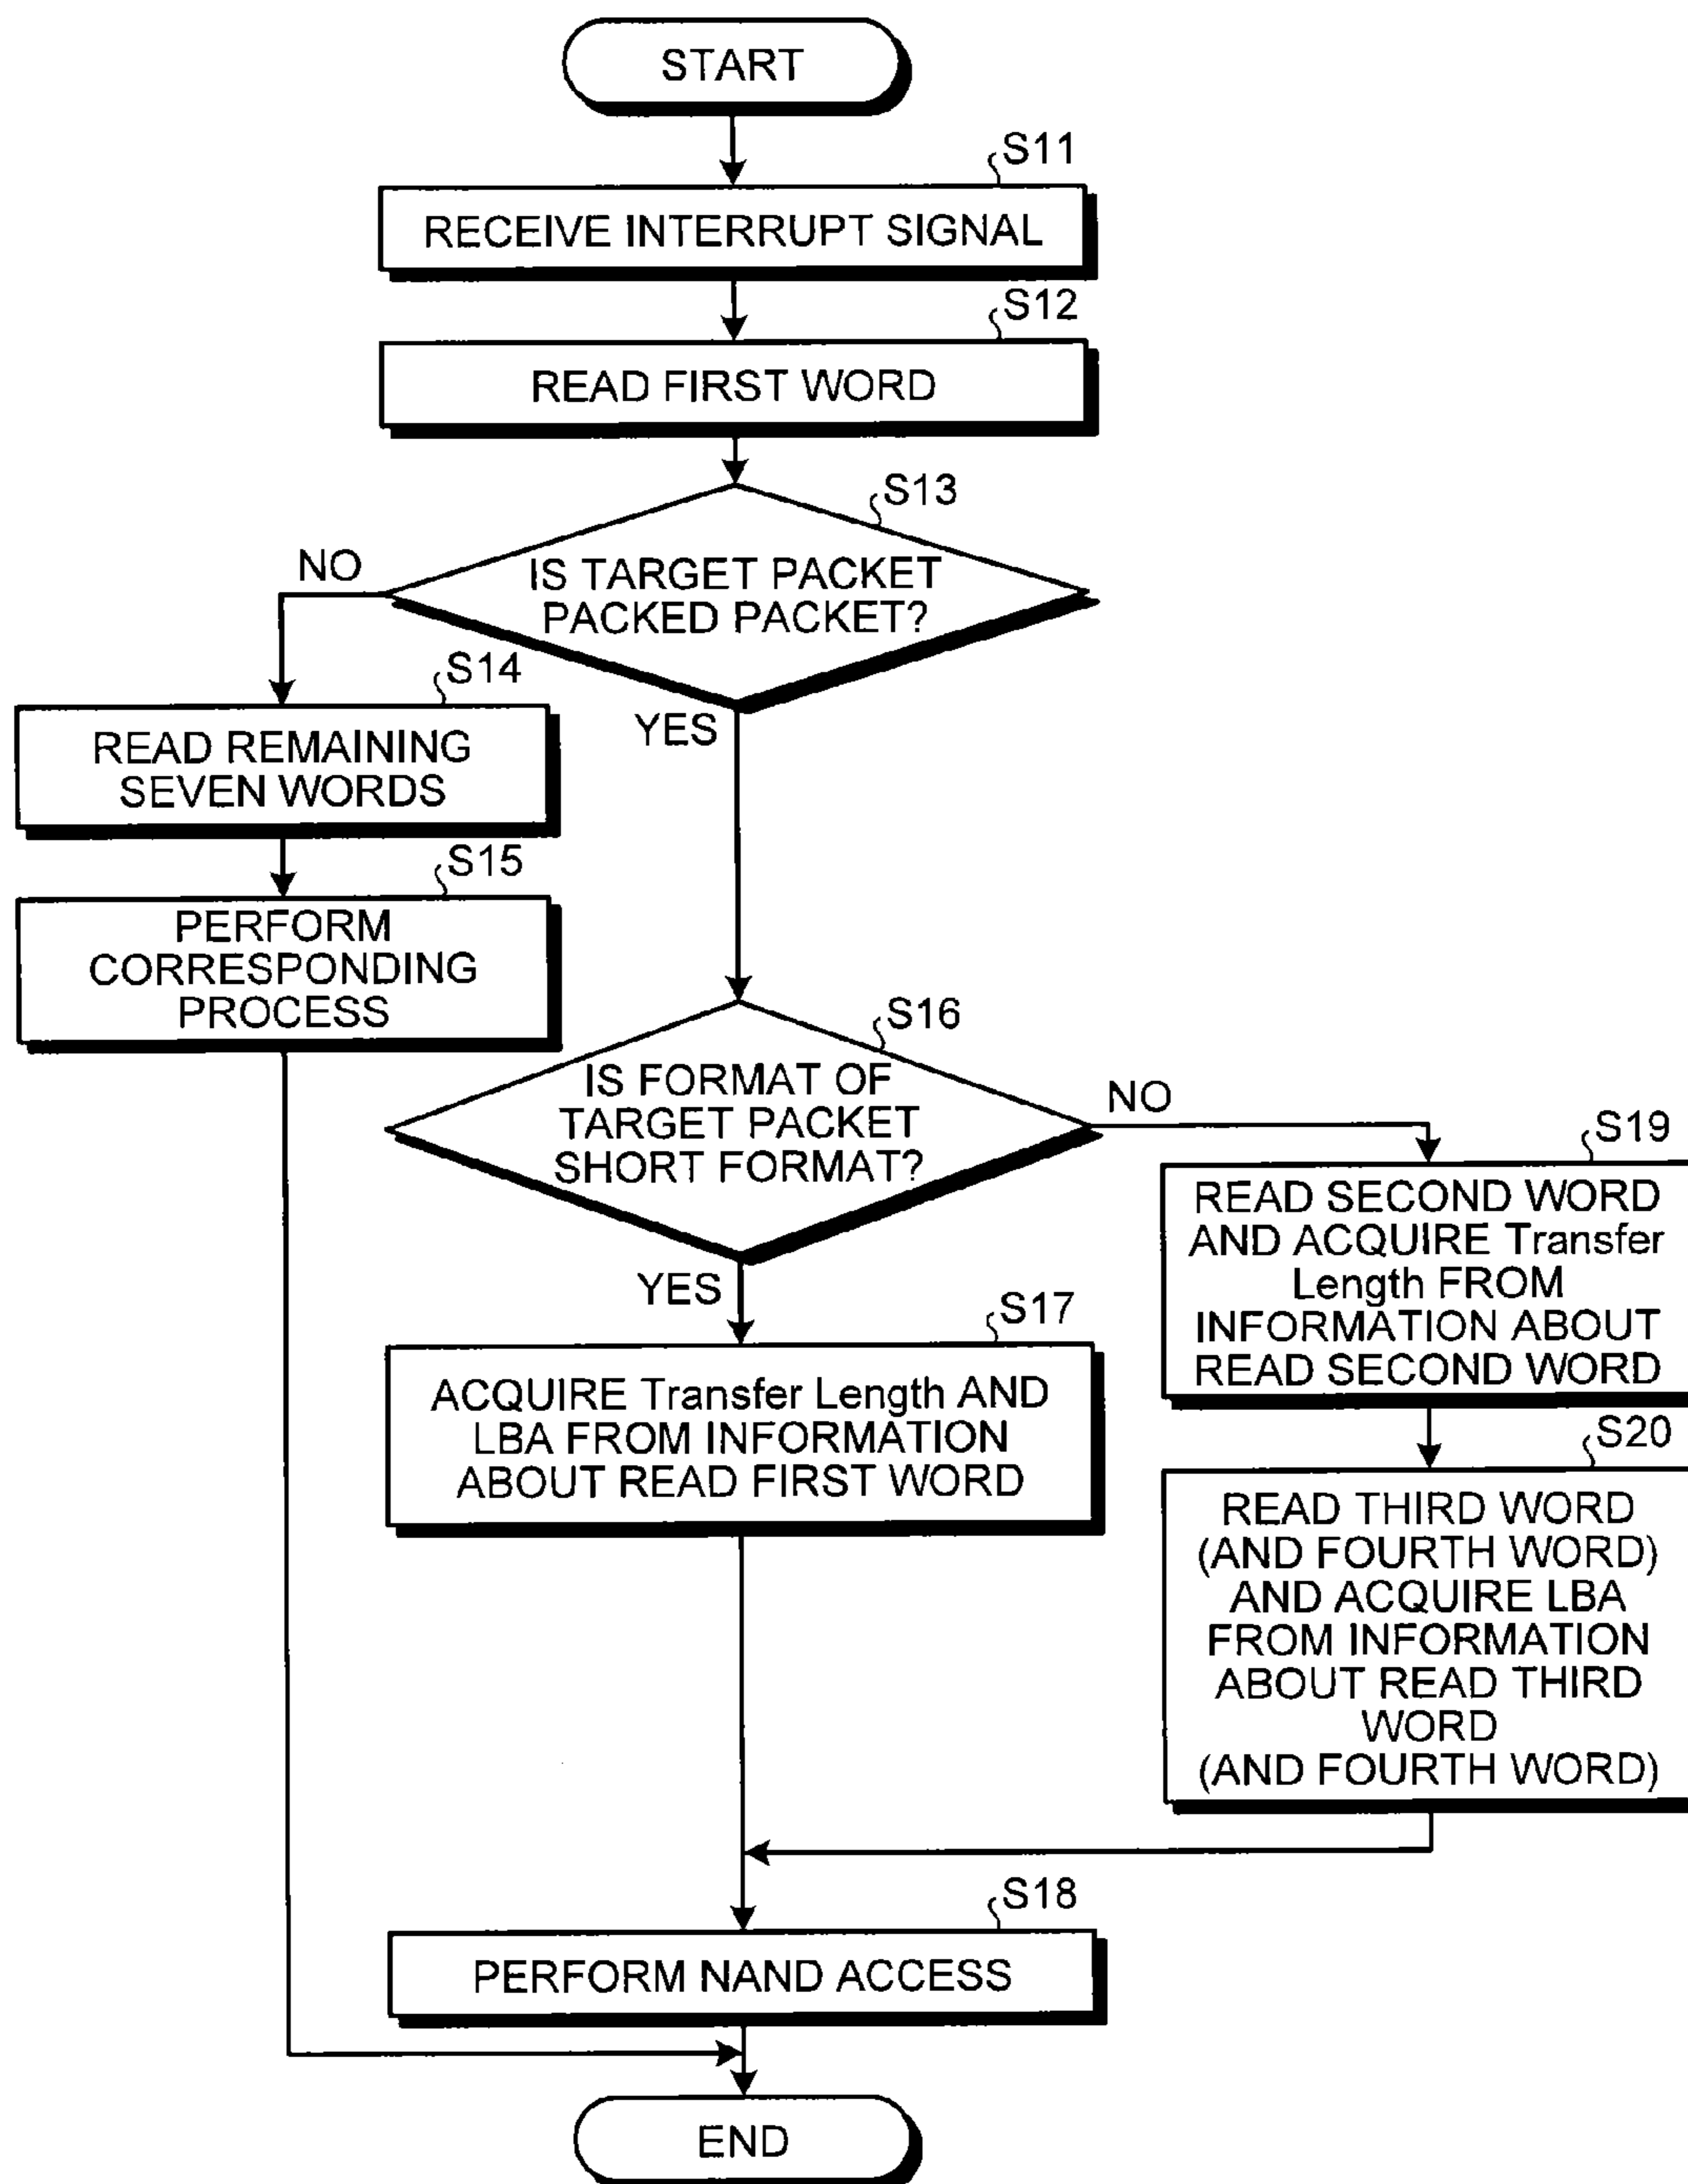 START
S11
RECEIVE INTERRUPT SIGNAL
S12
READ FIRST WORD
S13
IS TARGET PACKET
PACKED PACKET?
NO
YES
S14
READ REMAINING
SEVEN WORDS
S15
PERFORM
CORRESPONDING
PROCESS
S16
IS FORMAT OF
TARGET PACKET
SHORT FORMAT?
NO
YES
S17
ACQUIRE Transfer Length AND
LBA FROM INFORMATION
ABOUT READ FIRST WORD
S19
READ SECOND WORD
AND ACQUIRE Transfer
Length FROM
INFORMATION ABOUT
READ SECOND WORD
S20
READ THIRD WORD
(AND FOURTH WORD)
AND ACQUIRE LBA
FROM INFORMATION
ABOUT READ THIRD
WORD
(AND FOURTH WORD)
S18
PERFORM NAND ACCESS
END